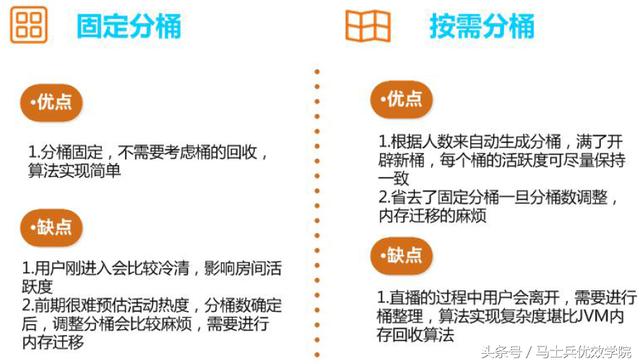 固定分桶
•优点
1.分桶固定，不需要考虑桶的回收，
算法实现简单
•缺点
1.用户刚进入会比较冷清，影响房间活
跃度
2.前期很难预估活动热度，分桶数确定
后，调整分桶会比较麻烦，需要进行
内存迁移
按需分桶
•优点
1.根据人数来自动生成分桶，满了开
辟新桶，每个桶的活跃度可尽量保持
一致
2.省去了固定分桶一旦分桶数调整，
内存迁移的麻烦
•缺点
1.直播的过程中用户会离开，需要进行
桶整理，算法实现复杂度堪比JVM内
存回收算法
头条号 / 马士兵优效学院